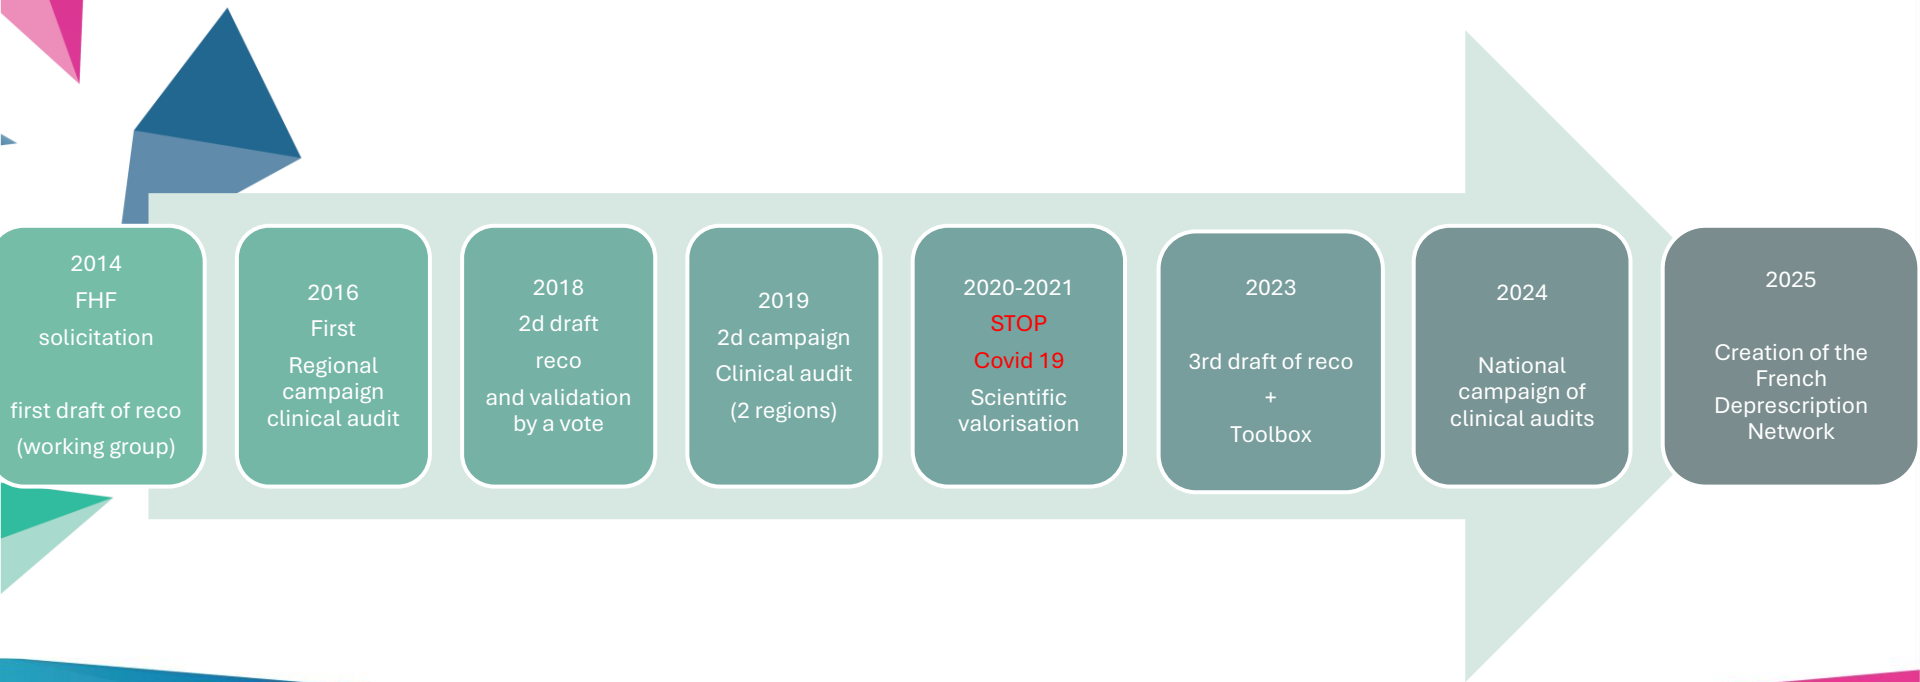 2014
FHF
solicitation
first draft of reco
(working group)
2016
First
Regional
campaign
clinical audit
2018
2d draft
reco
and validation
by a vote
2019
2d campaign
Clinical audit
(2 regions)
2020-2021
STOP
Covid 19
Scientific
valorisation
2023
3rd draft of reco
+
Toolbox
2024
National
campaign of
clinical audits
2025
Creation of the
French
Deprescription
Network